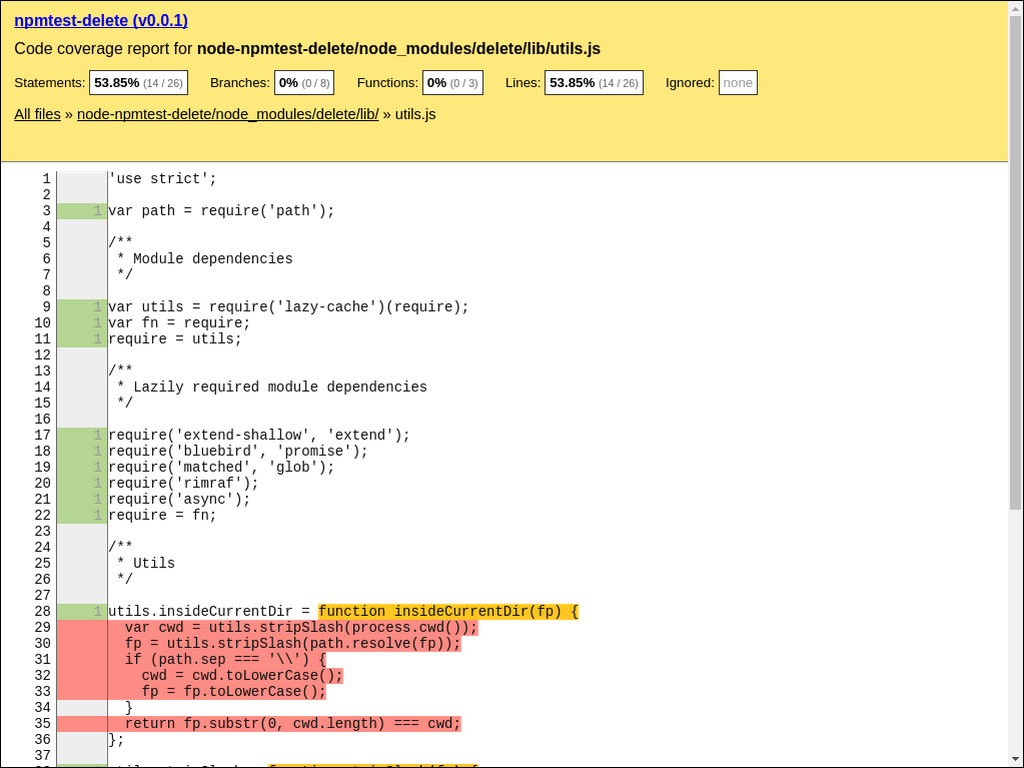 npmtest-delete (v0.0.1)
Code coverage report for node-npmtest-delete/node_modules/delete/lib/utils.js
Statements: 53.85% (14 / 26) Branches: 0% (0 / 8) Functions: 0% (0 / 3) Lines: 53.85% (14 / 26) Ignored: none
All files » node-npmtest-delete/node_modules/delete/lib/ » utils.js
1 'use strict';
2
3 1 var path = require('path');
4
5 /**
6  * Module dependencies
7  */
8
9 1 var utils = require('lazy-cache')(require);
10 1 var fn = require;
11 1 require = utils;
12
13 /**
14  * Lazily required module dependencies
15  */
16
17 1 require('extend-shallow', 'extend');
18 1 require('bluebird', 'promise');
19 1 require('matched', 'glob');
20 1 require('rimraf');
21 1 require('async');
22 1 require = fn;
23
24 /**
25  * Utils
26  */
27
28 1 utils.insideCurrentDir = function insideCurrentDir(fp) {
29   var cwd = utils.stripSlash(process.cwd());
30   fp = utils.stripSlash(path.resolve(fp));
31   if (path.sep === '\\') {
32     cwd = cwd.toLowerCase();
33     fp = fp.toLowerCase();
34   }
35   return fp.substr(0, cwd.length) === cwd;
36 };
37